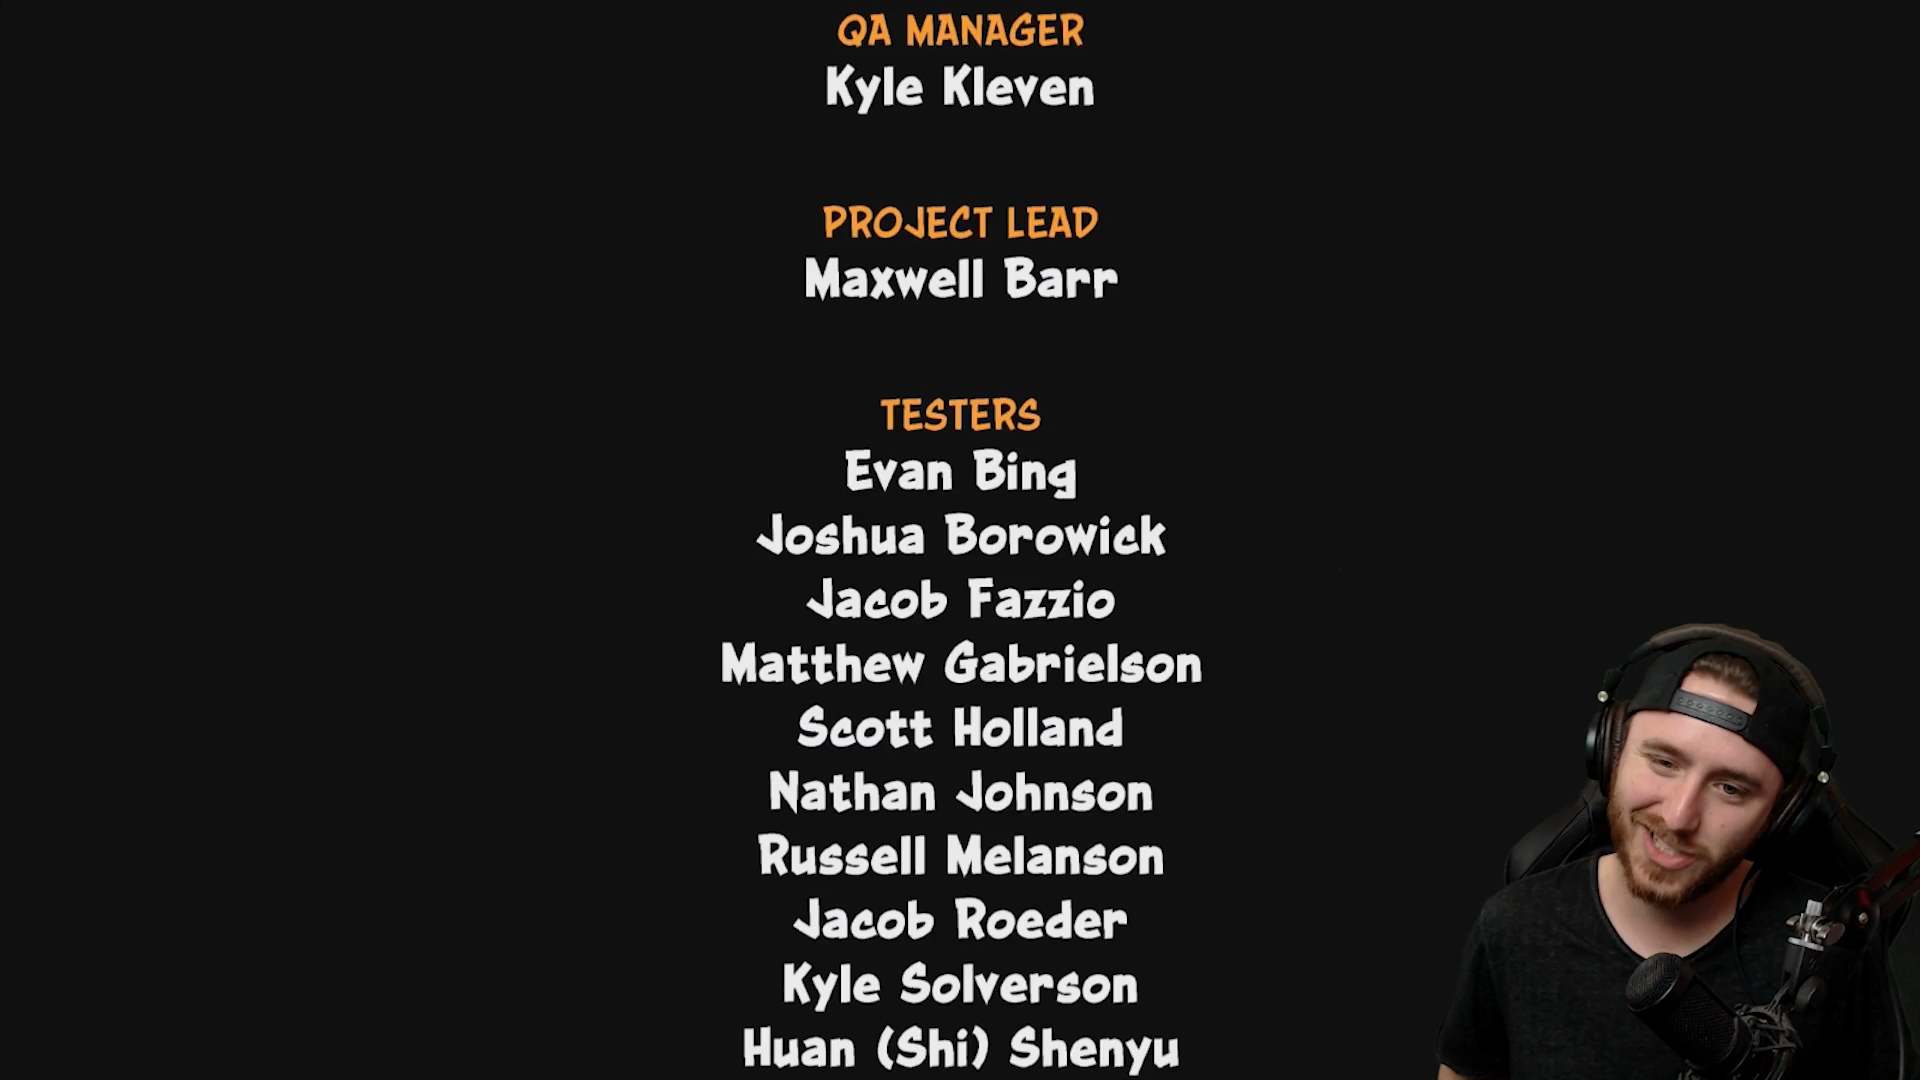 QA MANAGER
Kyle Kleven
PROJECT LEAD
Maxwell Barr
TESTERS
Evan Bing
Joshua Borowick
Jacob Fazzio
Matthew Gabrielson
Scott Holland
Nathan Johnson
Russell Melanson
Jacob Roeder
Kyle Solverson
Huan (Shi) Shenyu